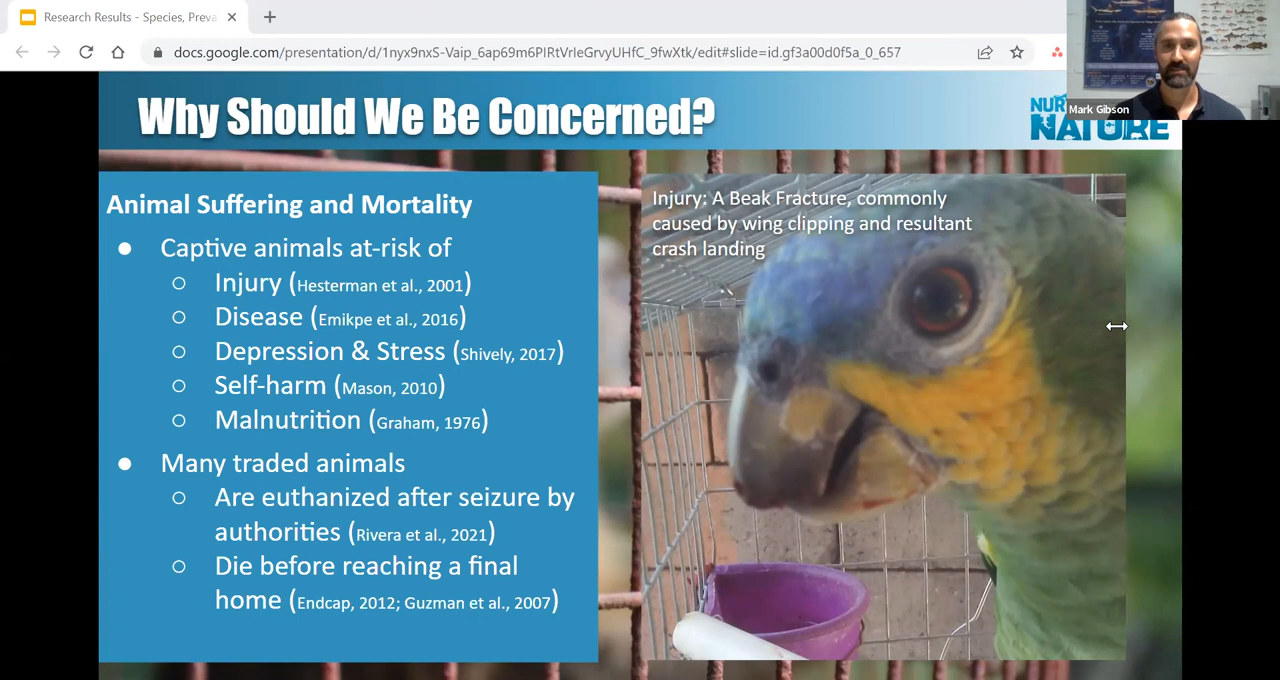 Research Results - Species, Preva
docs.google.com/presentation/d/1nyx9nxS-Vaip_6ap69m6PIRtVrIeGrvyUHfC_9fwXtk/edit#slide=id.gf3a00d0f5a_0_657
Mark Gibson
Why Should We Be Concerned?
NUR
NATURE
Animal Suffering and Mortality
● Captive animals at-risk of
○ Injury (Hesterman et al., 2001)
○ Disease (Emikpe et al., 2016)
○ Depression & Stress (Shively, 2017)
○ Self-harm (Mason, 2010)
○ Malnutrition (Graham, 1976)
● Many traded animals
○ Are euthanized after seizure by
authorities (Rivera et al., 2021)
○ Die before reaching a final
home (Endcap, 2012; Guzman et al., 2007)
Injury: A Beak Fracture, commonly
caused by wing clipping and resultant
crash landing